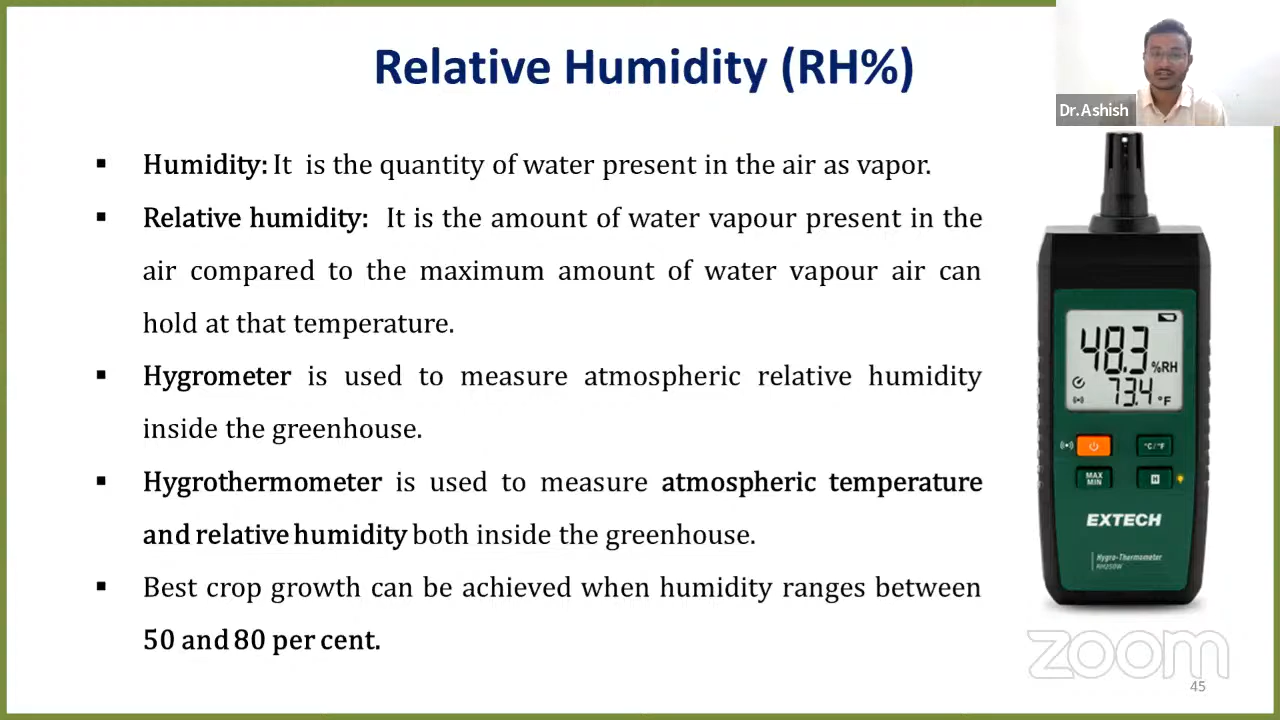 Relative Humidity (RH%)
Dr.Ashish
▪ Humidity: It is the quantity of water present in the air as vapor.
▪ Relative humidity: It is the amount of water vapour present in the
air compared to the maximum amount of water vapour air can
hold at that temperature.
▪ Hygrometer is used to measure atmospheric relative humidity
inside the greenhouse.
▪ Hygrothermometer is used to measure atmospheric temperature
and relative humidity both inside the greenhouse.
▪ Best crop growth can be achieved when humidity ranges between
50 and 80 per cent.
48.3 %RH
73.4 °F
°C/°F
MAX
MIN
H
EXTECH
Hygro-Thermometer
RH250W
zoom
45